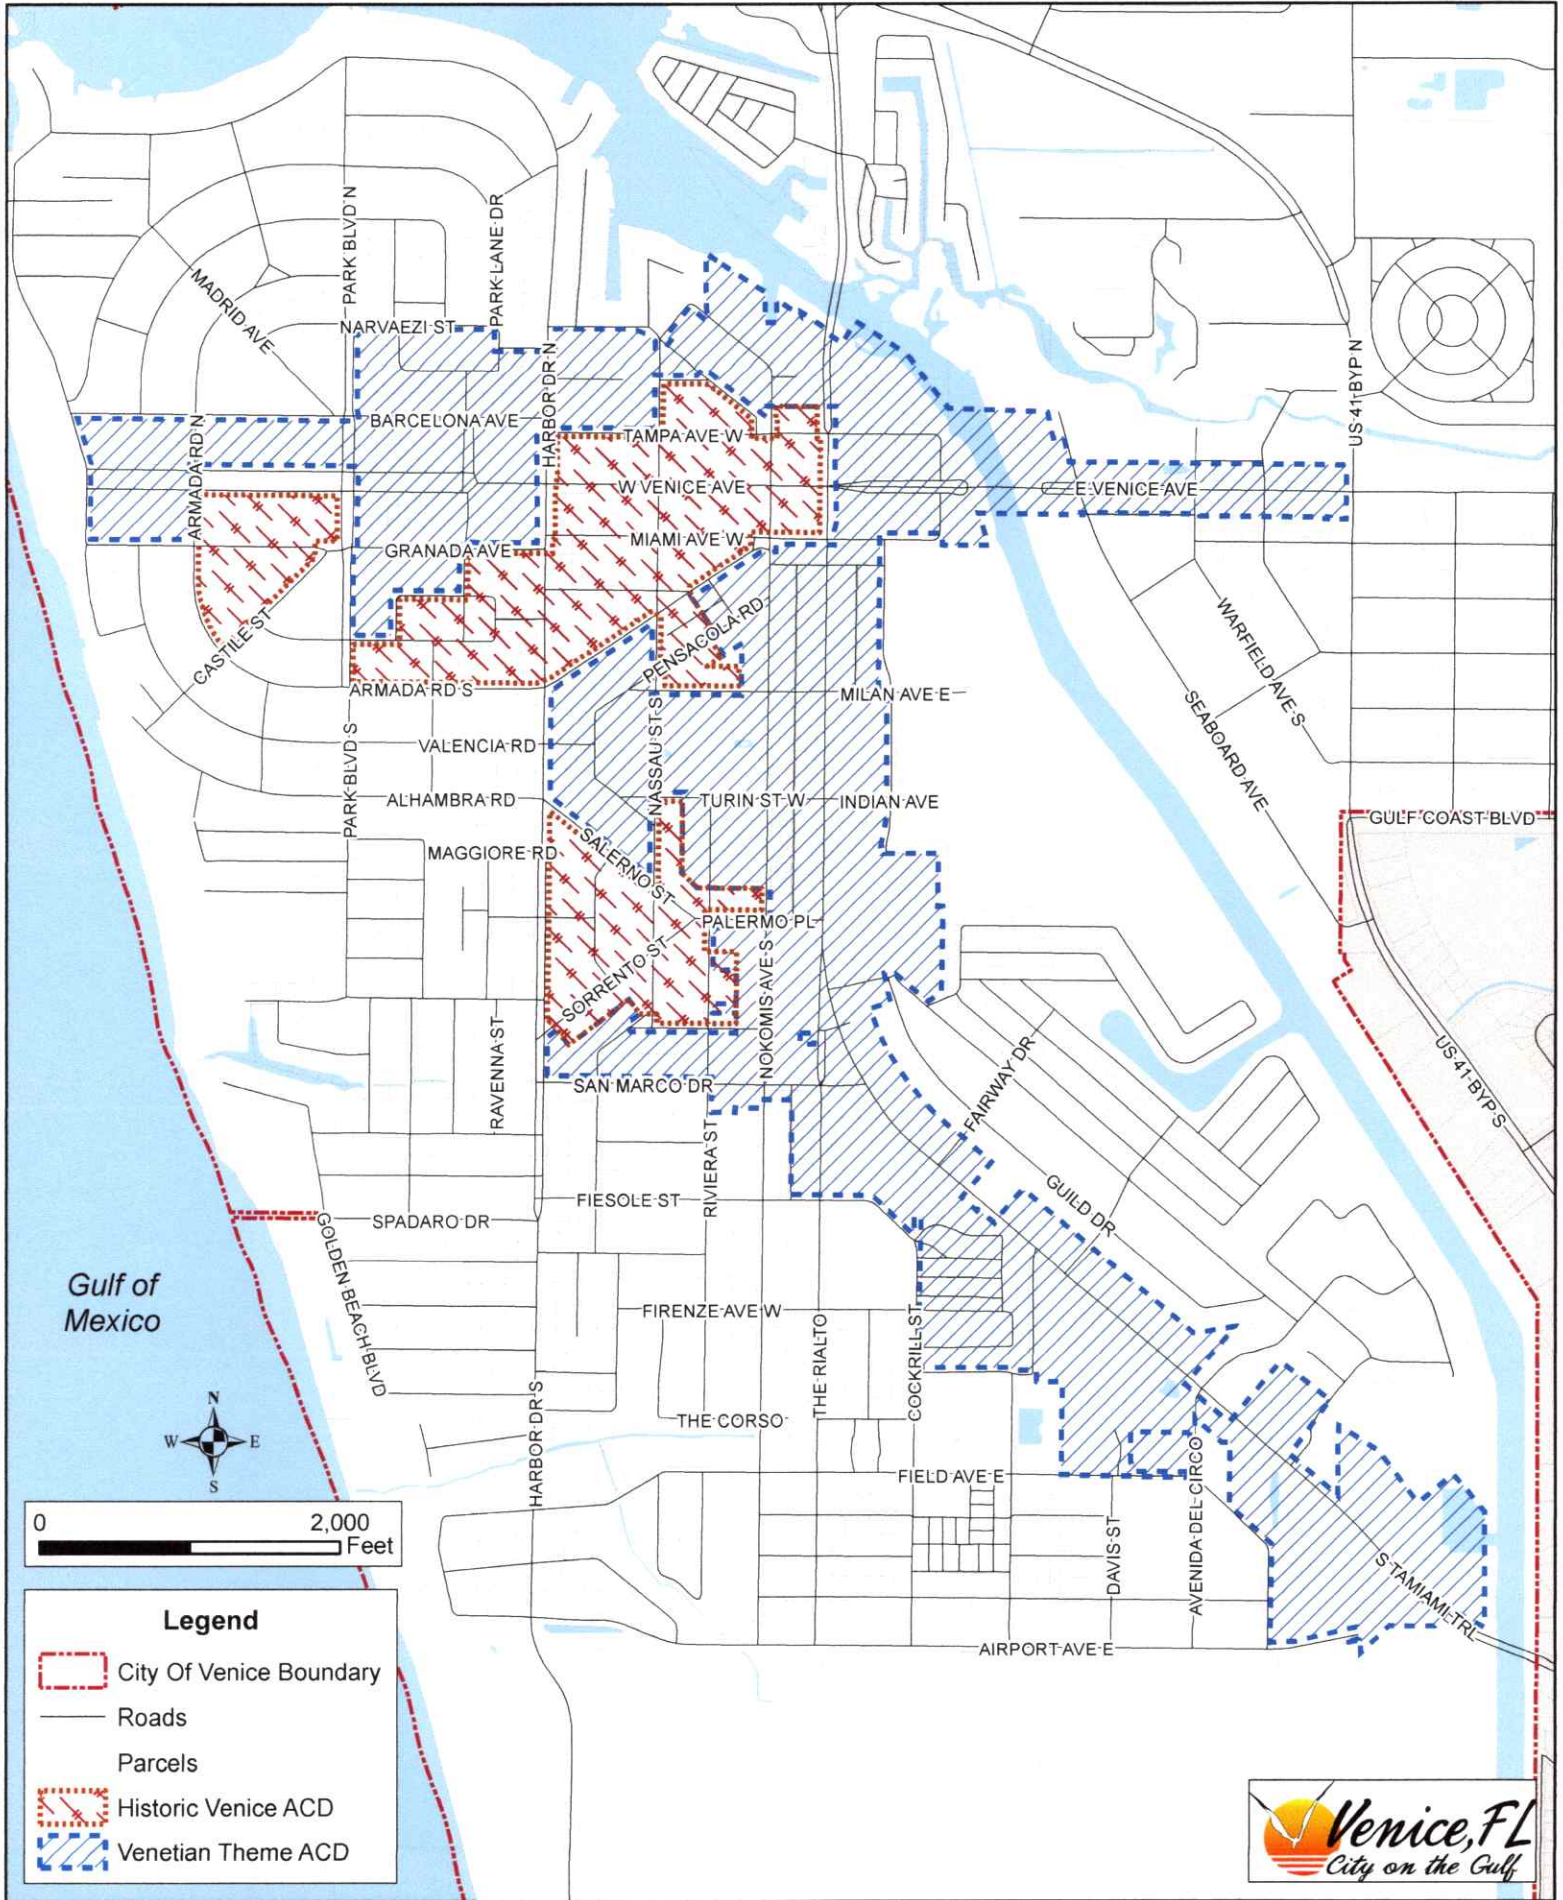 PARK BLVD N
PARK LANE DR
MADRID AVE
NARVAEZI ST
HARBOR DR N
US 41 BYP N
BARCELONA AVE
ARMADA RD N
TAMPA AVE W
W VENICE AVE
E VENICE AVE
MIAMI AVE W
GRANADA AVE
PENSACOLA RD
CASTILE ST
WARFIELD AVE S
ARMADA RD S
MILAN AVE E
SEABOARD AVE
NASSAU ST S
VALENCIA RD
PARK BLVD S
ALHAMBRA RD
TURIN ST W
INDIAN AVE
GULF COAST BLVD
MAGGIORE RD
SALERNO ST
PALERMO PL
SORRENTO ST
NOKOMIS AVE S
RAVENNA ST
US 41 BYP S
FAIRWAY DR
SAN MARCO DR
RIVIERA ST
GUILD DR
FIESOLE ST
SPADARO DR
GOLDEN BEACH BLVD
Gulf of
Mexico
FIRENZE AVE W
THE RIALTO
COCKRILL ST
HARBOR DR S
THE CORSO
AVENIDA DEL CIRCO
FIELD AVE E
DAVIS ST
S TAMIAMI TRL
AIRPORT AVE E
N
W E
S
0 2,000
Feet
Legend
City Of Venice Boundary
Roads
Parcels
Historic Venice ACD
Venetian Theme ACD
Venice, FL
City on the Gulf